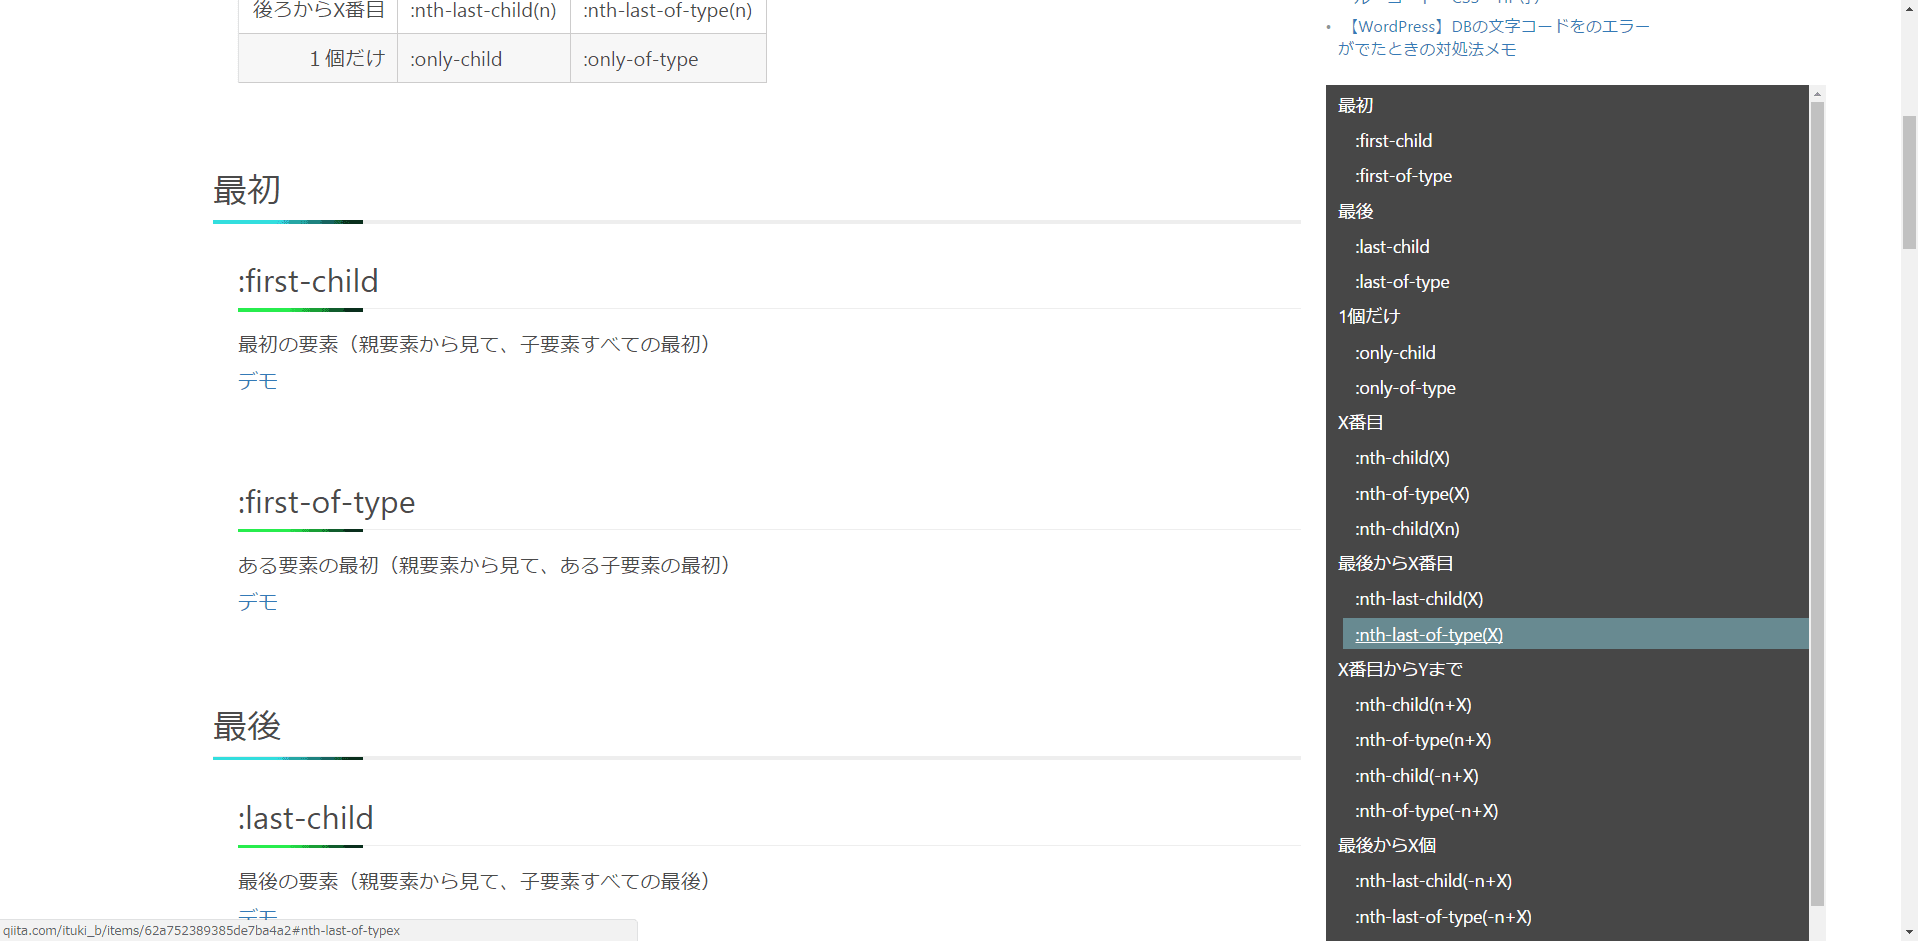 後ろからX番目 :nth-last-child(n) :nth-last-of-type(n)
1個だけ :only-child :only-of-type
最初
:first-child
最初の要素（親要素から見て、子要素すべての最初）
デモ
:first-of-type
ある要素の最初（親要素から見て、ある子要素の最初）
デモ
最後
:last-child
最後の要素（親要素から見て、子要素すべての最後）
デモ
【WordPress】DBの文字コードをのエラー
がでたときの対処法メモ
最初
:first-child
:first-of-type
最後
:last-child
:last-of-type
1個だけ
:only-child
:only-of-type
X番目
:nth-child(X)
:nth-of-type(X)
:nth-child(Xn)
最後からX番目
:nth-last-child(X)
:nth-last-of-type(X)
X番目からYまで
:nth-child(n+X)
:nth-of-type(n+X)
:nth-child(-n+X)
:nth-of-type(-n+X)
最後からX個
:nth-last-child(-n+X)
:nth-last-of-type(-n+X)
qiita.com/ituki_b/items/62a752389385de7ba4a2#nth-last-of-typex